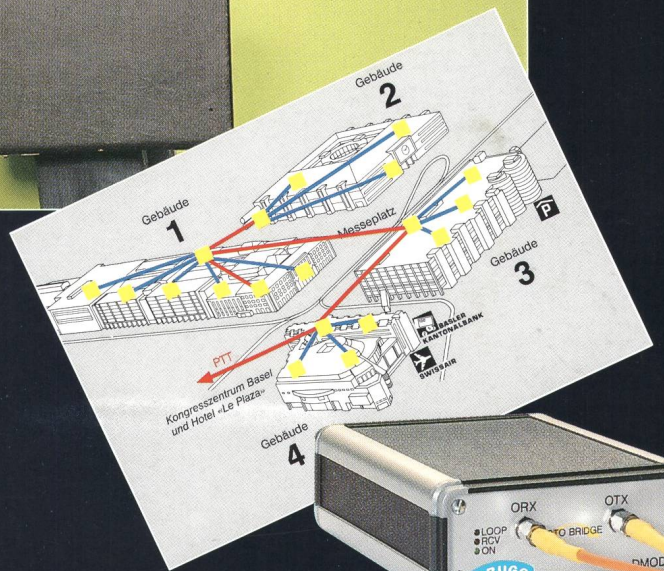 Gebäude
2
Gebäude
1
Messeplatz
P
Gebäude
3
BASLER
KANTONALBANK
SWISSAIR
PTT
Kongresszentrum Basel
und Hotel «Le Plaza»
Gebäude
4
ORX
OTX
LOOP
RCV
ON
TO BRIDGE